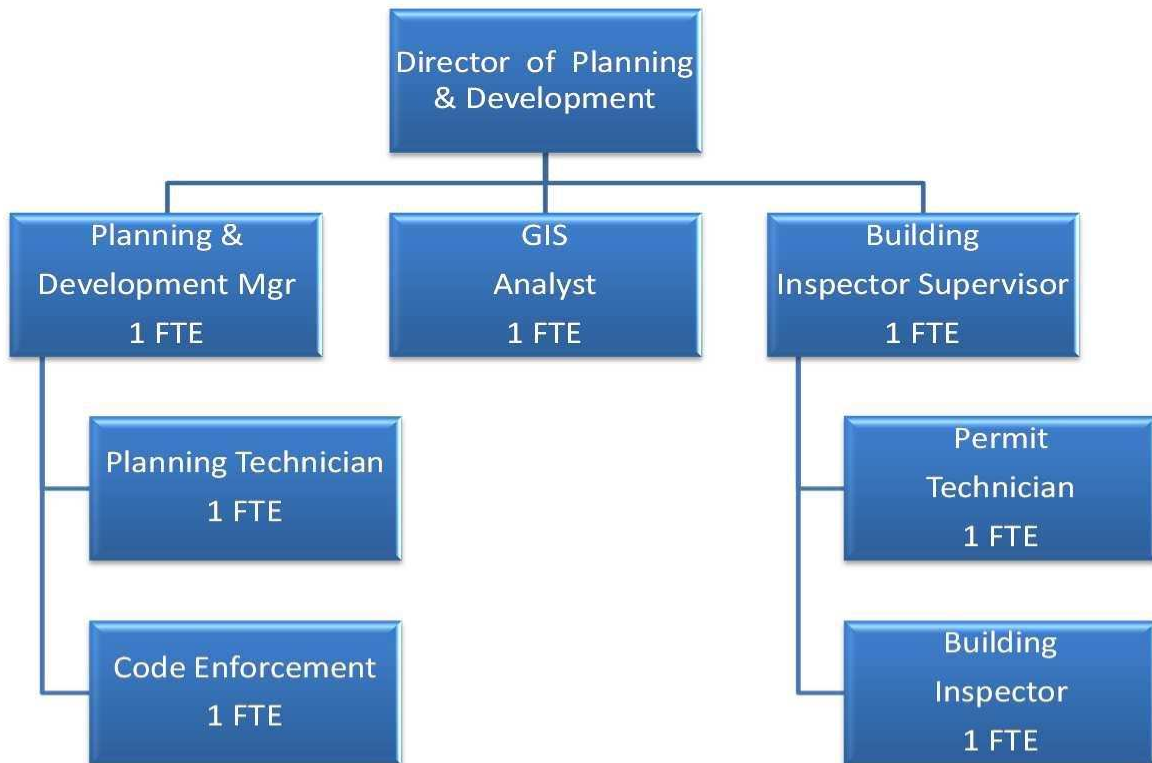 Director of Planning
& Development
Planning &
Development Mgr
1 FTE
GIS
Analyst
1 FTE
Building
Inspector Supervisor
1 FTE
Planning Technician
1 FTE
Code Enforcement
1 FTE
Permit
Technician
1 FTE
Building
Inspector
1 FTE